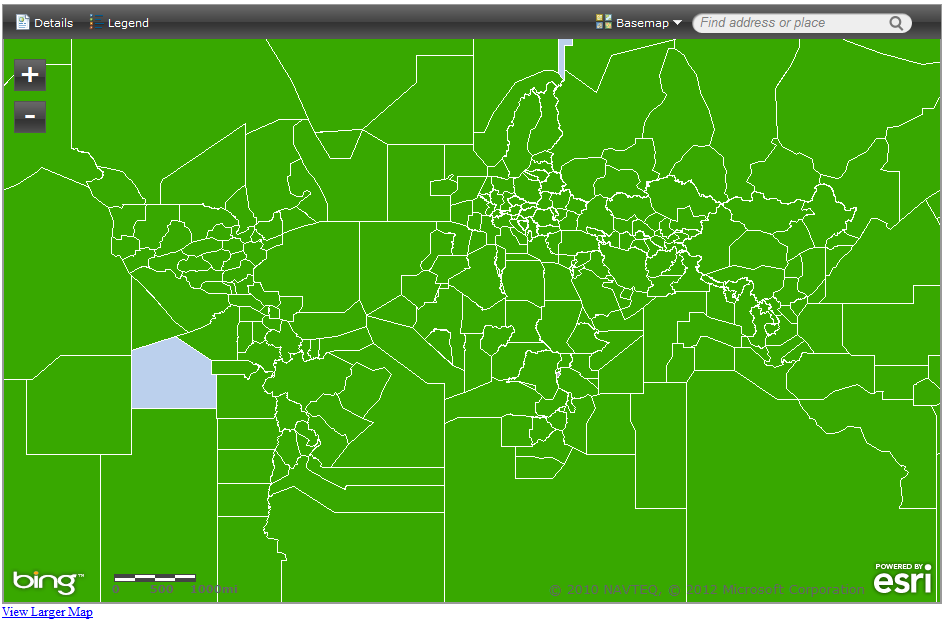 Details Legend Basemap Find address or place
+
-
bing™
0 500 1000mi
© 2010 NAVTEQ, © 2012 Microsoft Corporation
POWERED BY
esri
View Larger Map